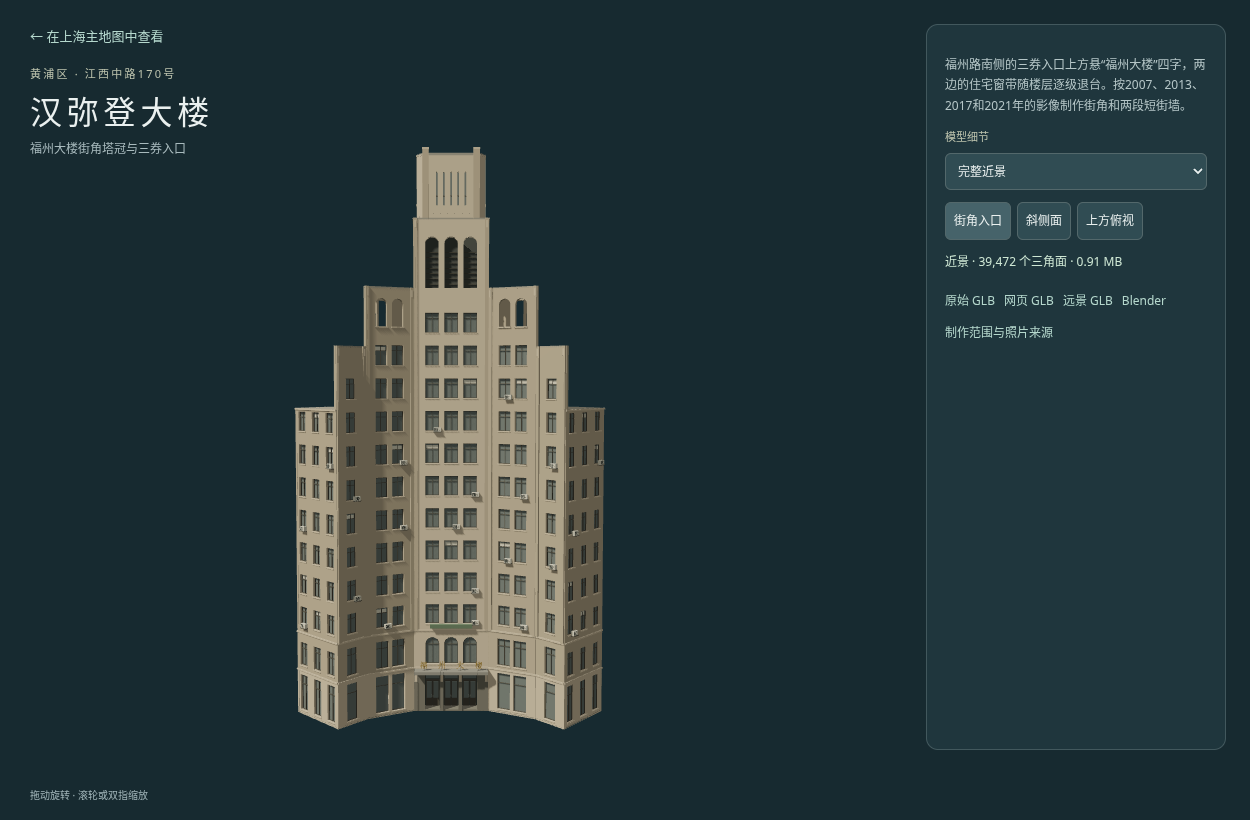 ← 在上海主地图中查看
黄浦区 · 江西中路170号
汉弥登大楼
福州大楼街角塔冠与三券入口
福州路南侧的三券入口上方悬“福州大楼”四字，两
边的住宅窗带随楼层逐级退台。按2007、2013、
2017和2021年的影像制作街角和两段短街墙。
模型细节
完整近景
街角入口 斜侧面 上方俯视
近景 · 39,472 个三角面 · 0.91 MB
原始 GLB 网页 GLB 远景 GLB Blender
制作范围与照片来源
拖动旋转 · 滚轮或双指缩放